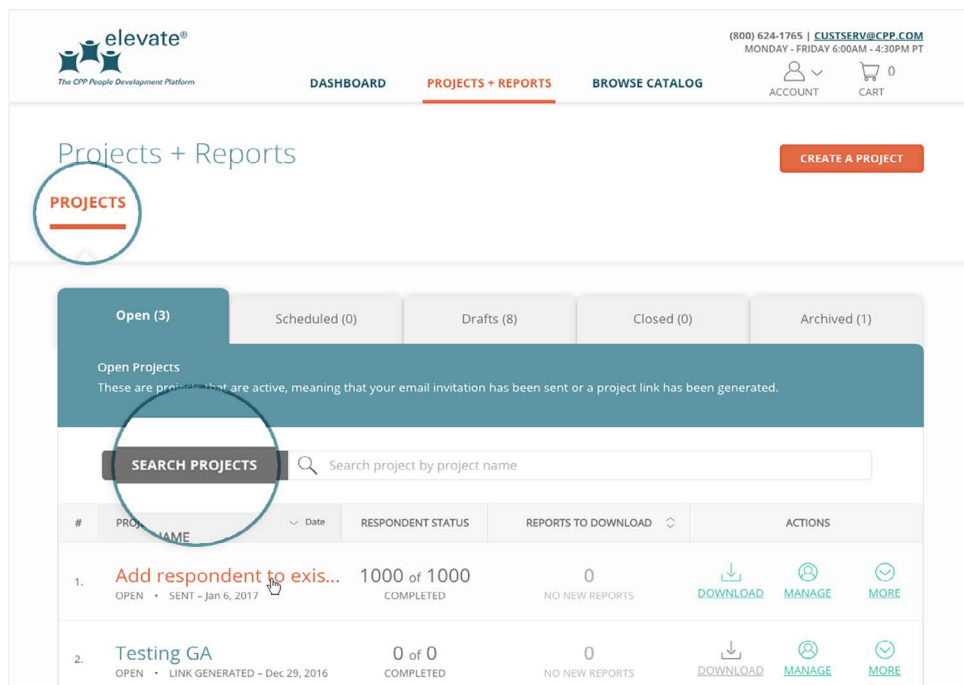 elevate®
The CPP People Development Platform
(800) 624-1765 | CUSTSERV@CPP.COM
MONDAY - FRIDAY 6:00AM - 4:30PM PT
DASHBOARD
PROJECTS + REPORTS
BROWSE CATALOG
ACCOUNT
0
CART
Projects + Reports
CREATE A PROJECT
PROJECTS
Open (3)
Scheduled (0)
Drafts (8)
Closed (0)
Archived (1)
Open Projects
These are projects that are active, meaning that your email invitation has been sent or a project link has been generated.
SEARCH PROJECTS
Search project by project name
#
PROJ
NAME
Date
RESPONDENT STATUS
REPORTS TO DOWNLOAD
ACTIONS
1.
Add respondent to exis...
OPEN • SENT – Jan 6, 2017
1000 of 1000
COMPLETED
0
NO NEW REPORTS
DOWNLOAD
MANAGE
MORE
2.
Testing GA
OPEN • LINK GENERATED – Dec 29, 2016
0 of 0
COMPLETED
0
NO NEW REPORTS
DOWNLOAD
MANAGE
MORE